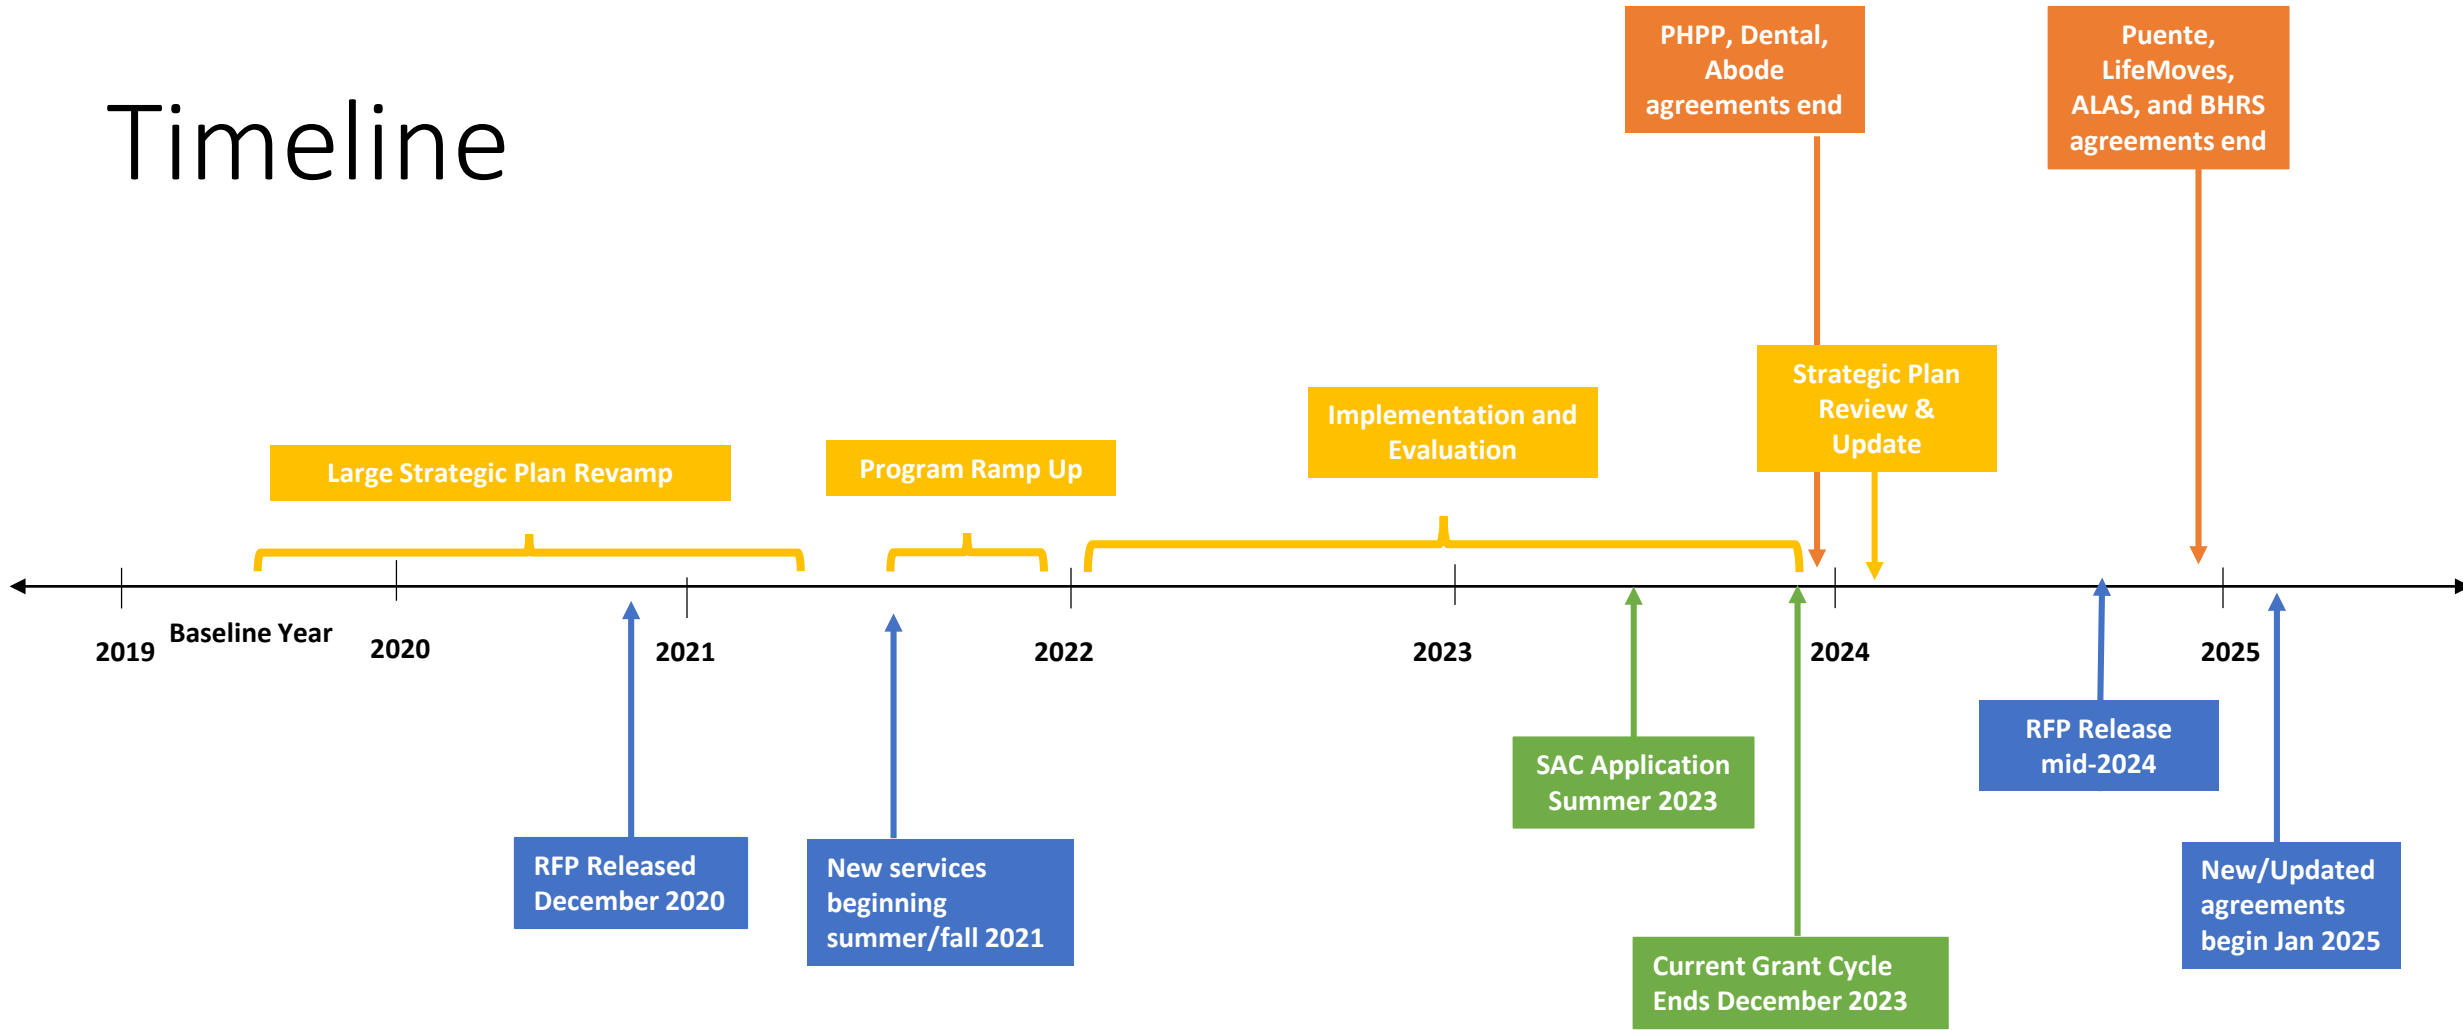 Timeline
PHPP, Dental,
Abode
agreements end
Puente,
LifeMoves,
ALAS, and BHRS
agreements end
Large Strategic Plan Revamp
Program Ramp Up
Implementation and
Evaluation
Strategic Plan
Review &
Update
2019
Baseline Year
2020
2021
2022
2023
2024
2025
RFP Released
December 2020
New services
beginning
summer/fall 2021
SAC Application
Summer 2023
Current Grant Cycle
Ends December 2023
RFP Release
mid-2024
New/Updated
agreements
begin Jan 2025